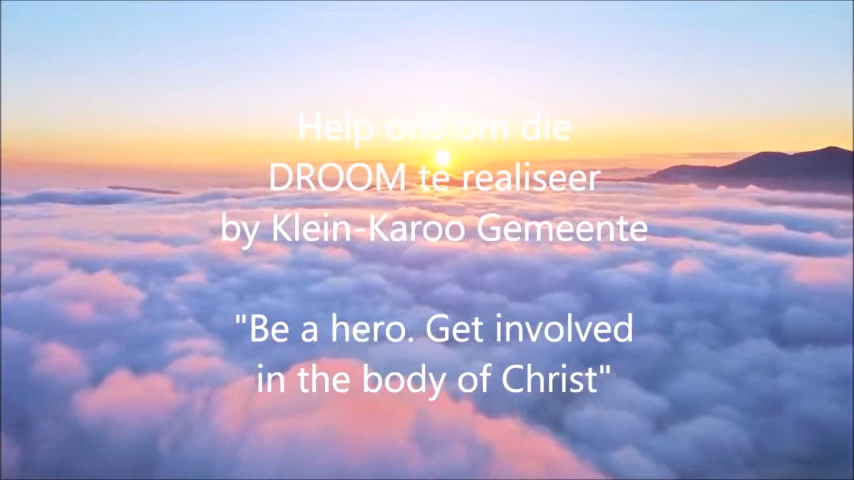 Help ons om die
DROOM te realiseer
by Klein-Karoo Gemeente
"Be a hero. Get involved
in the body of Christ"